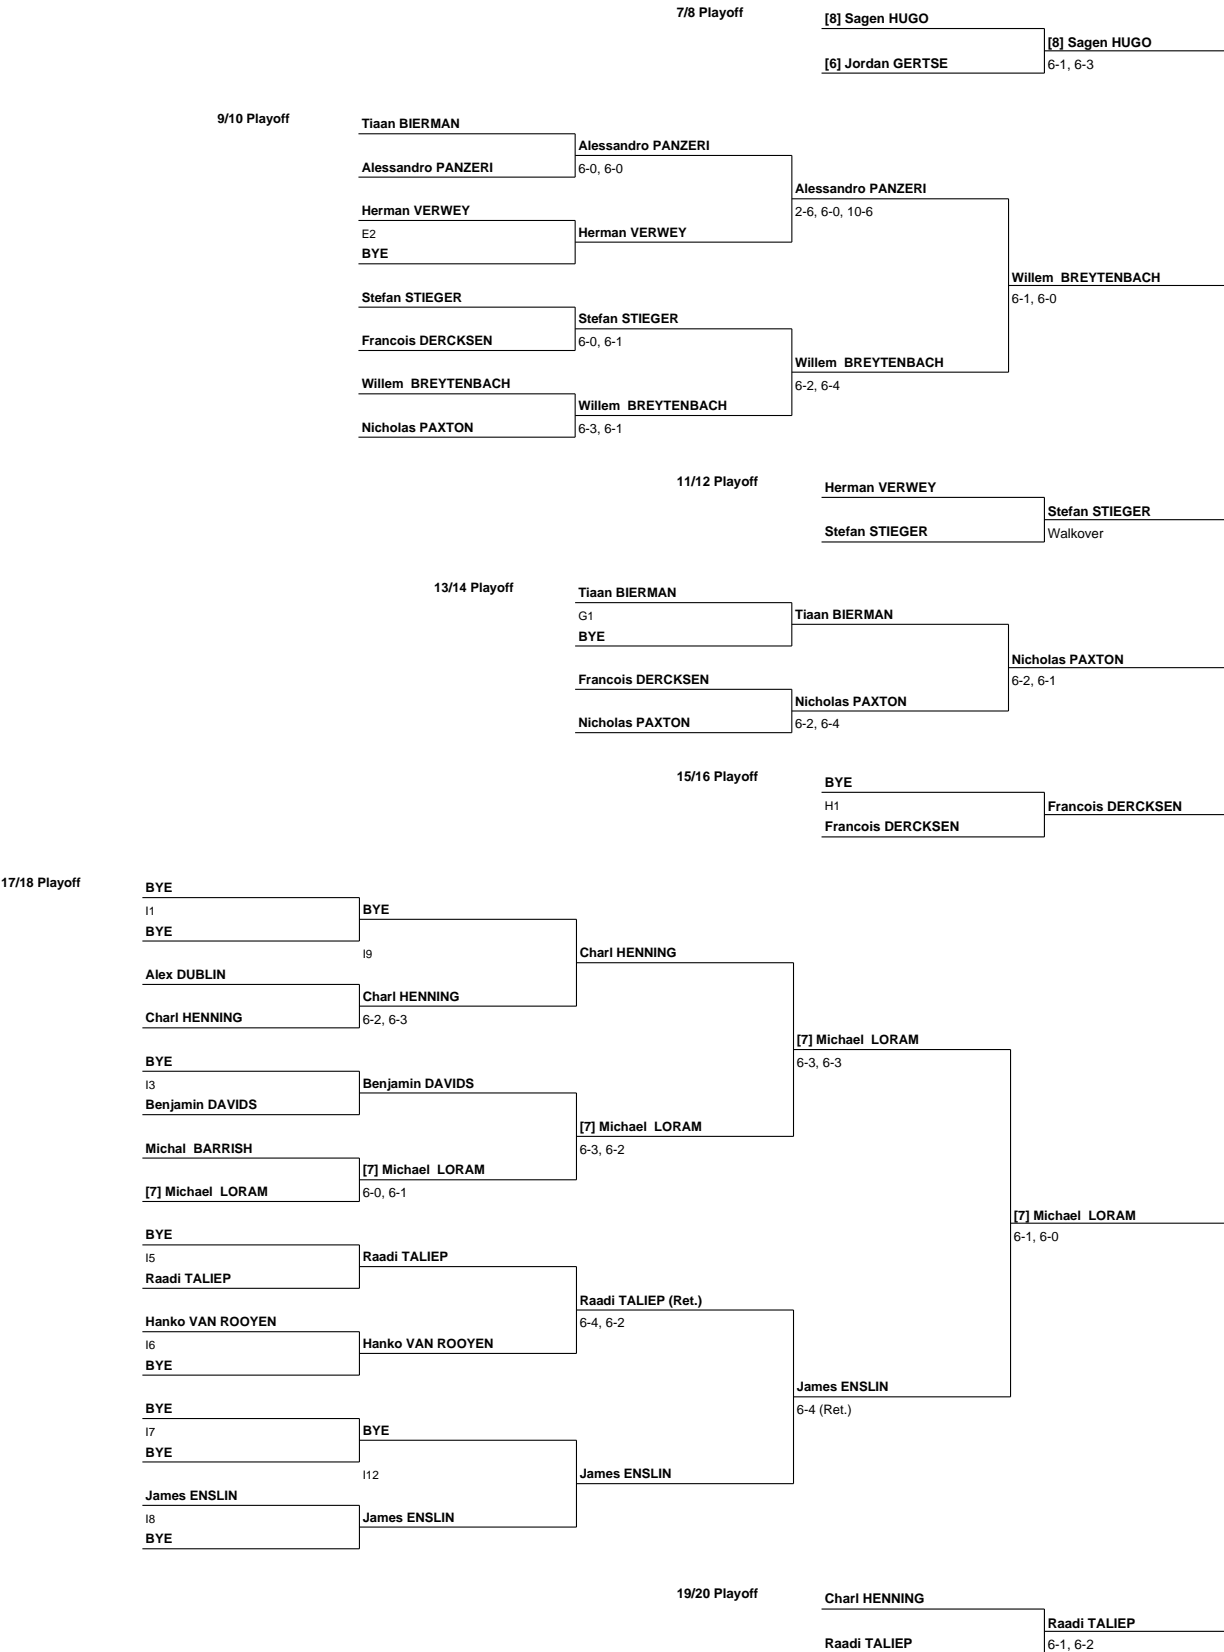 7/8 Playoff
[8] Sagen HUGO
[8] Sagen HUGO
[6] Jordan GERTSE
6-1, 6-3
9/10 Playoff
Tiaan BIERMAN
Alessandro PANZERI
Alessandro PANZERI
6-0, 6-0
Alessandro PANZERI
Herman VERWEY
2-6, 6-0, 10-6
E2
Herman VERWEY
BYE
Willem  BREYTENBACH
Stefan STIEGER
6-1, 6-0
Stefan STIEGER
Francois DERCKSEN
6-0, 6-1
Willem  BREYTENBACH
Willem  BREYTENBACH
6-2, 6-4
Willem  BREYTENBACH
Nicholas PAXTON
6-3, 6-1
11/12 Playoff
Herman VERWEY
Stefan STIEGER
Stefan STIEGER
Walkover
13/14 Playoff
Tiaan BIERMAN
G1
Tiaan BIERMAN
BYE
Nicholas PAXTON
Francois DERCKSEN
6-2, 6-1
Nicholas PAXTON
Nicholas PAXTON
6-2, 6-4
15/16 Playoff
BYE
H1
Francois DERCKSEN
Francois DERCKSEN
17/18 Playoff
BYE
I1
BYE
BYE
I9
Charl HENNING
Alex DUBLIN
Charl HENNING
Charl HENNING
6-2, 6-3
[7] Michael  LORAM
BYE
6-3, 6-3
I3
Benjamin DAVIDS
Benjamin DAVIDS
[7] Michael  LORAM
Michal  BARRISH
6-3, 6-2
[7] Michael  LORAM
[7] Michael  LORAM
6-0, 6-1
[7] Michael  LORAM
BYE
6-1, 6-0
I5
Raadi TALIEP
Raadi TALIEP
Raadi TALIEP (Ret.)
Hanko VAN ROOYEN
6-4, 6-2
I6
Hanko VAN ROOYEN
BYE
James ENSLIN
BYE
6-4 (Ret.)
I7
BYE
BYE
I12
James ENSLIN
James ENSLIN
I8
James ENSLIN
BYE
19/20 Playoff
Charl HENNING
Raadi TALIEP
Raadi TALIEP
6-1, 6-2